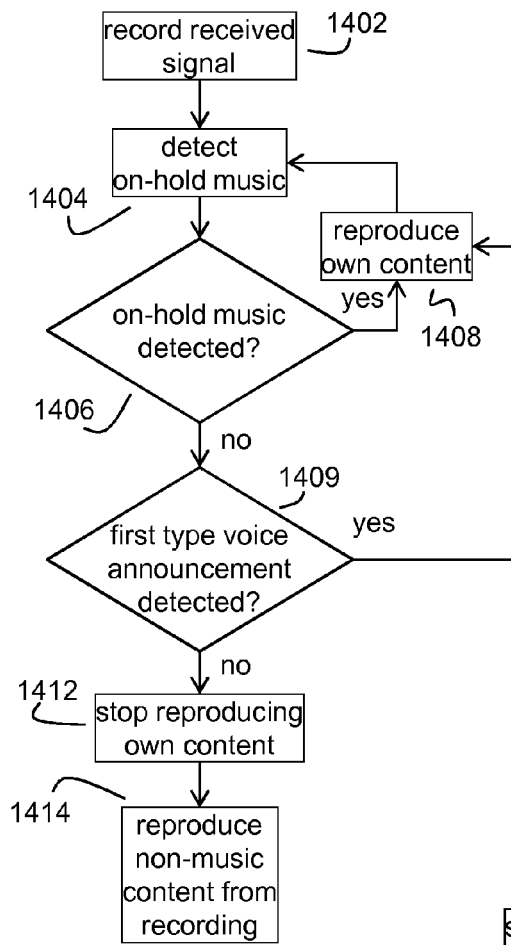 record received
signal
1402
detect
on-hold music
1404
reproduce
own content
1408
on-hold music
detected?
yes
1406
no
1409
first type voice
announcement
detected?
yes
no
1412
stop reproducing
own content
1414
reproduce
non-music
content from
recording